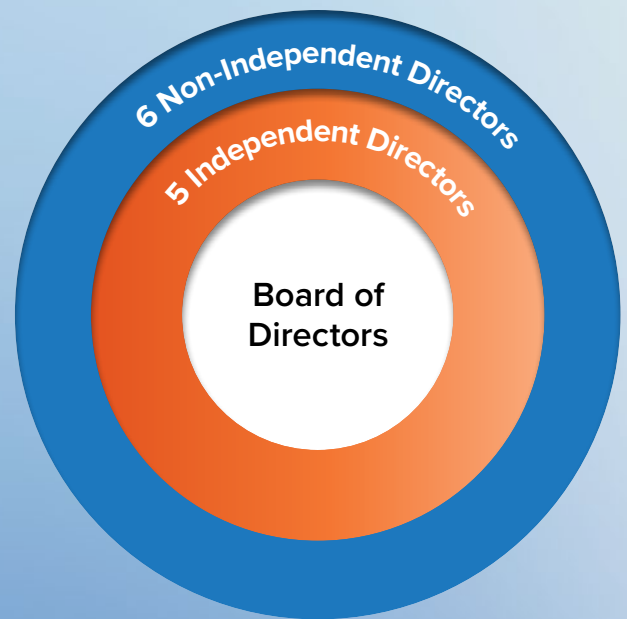 6 Non-Independent Directors
5 Independent Directors
Board of
Directors